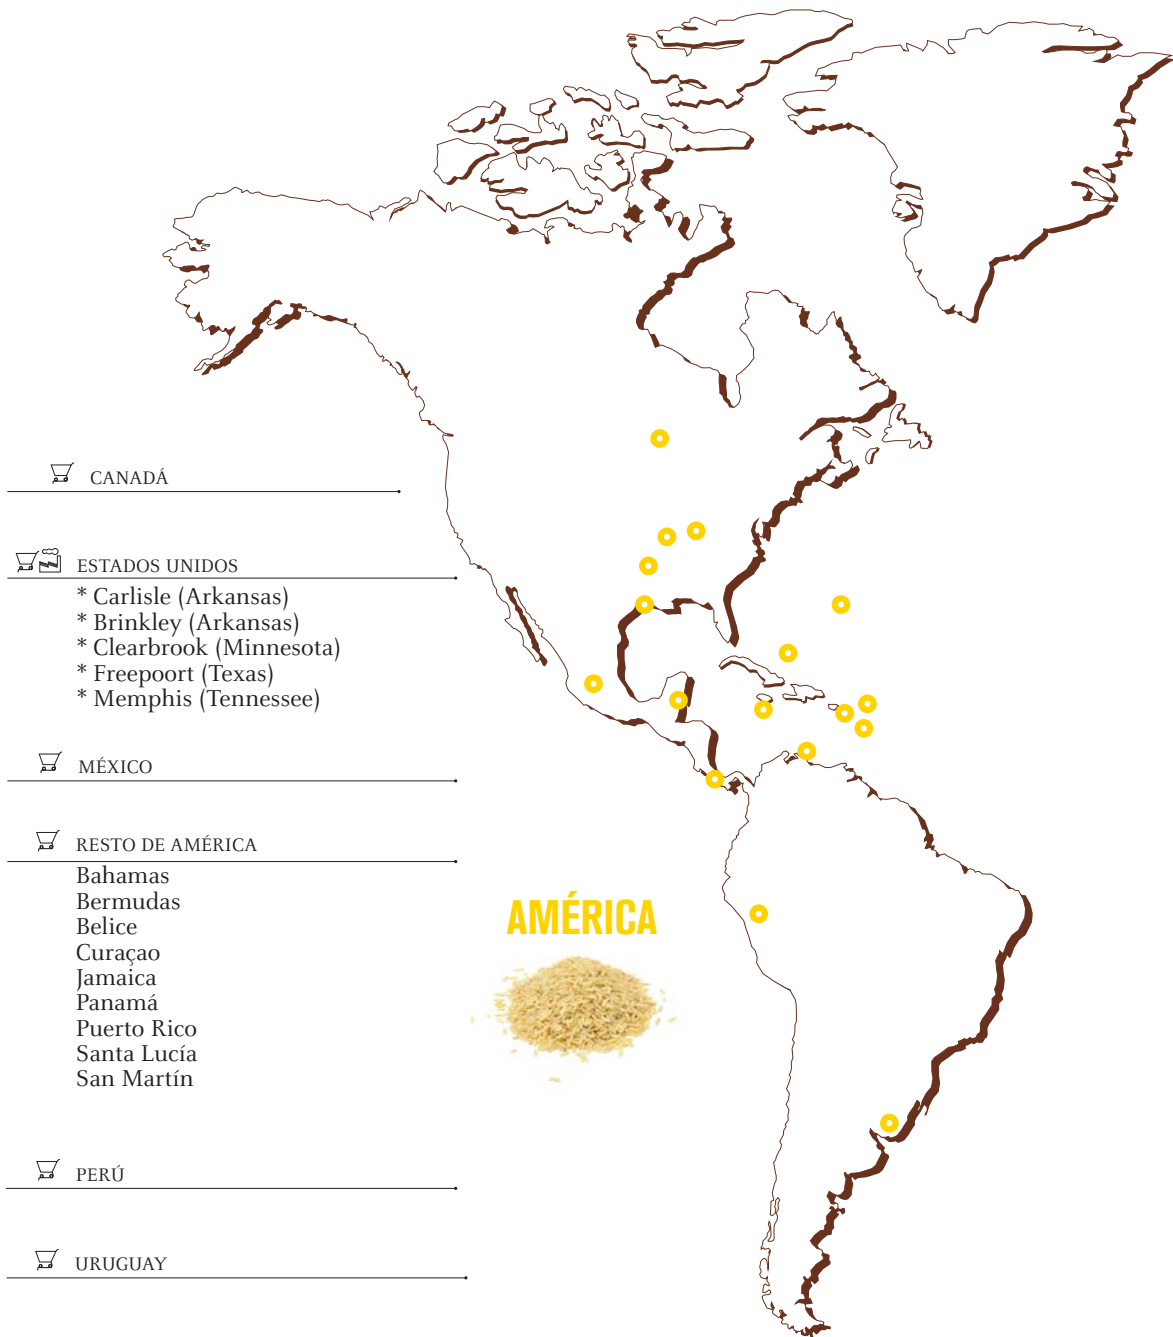 CANADÁ
ESTADOS UNIDOS
* Carlisle (Arkansas)
* Brinkley (Arkansas)
* Clearbrook (Minnesota)
* Freepoort (Texas)
* Memphis (Tennessee)
MÉXICO
RESTO DE AMÉRICA
Bahamas
Bermudas
Belice
Curaçao
Jamaica
Panamá
Puerto Rico
Santa Lucía
San Martín
AMÉRICA
PERÚ
URUGUAY